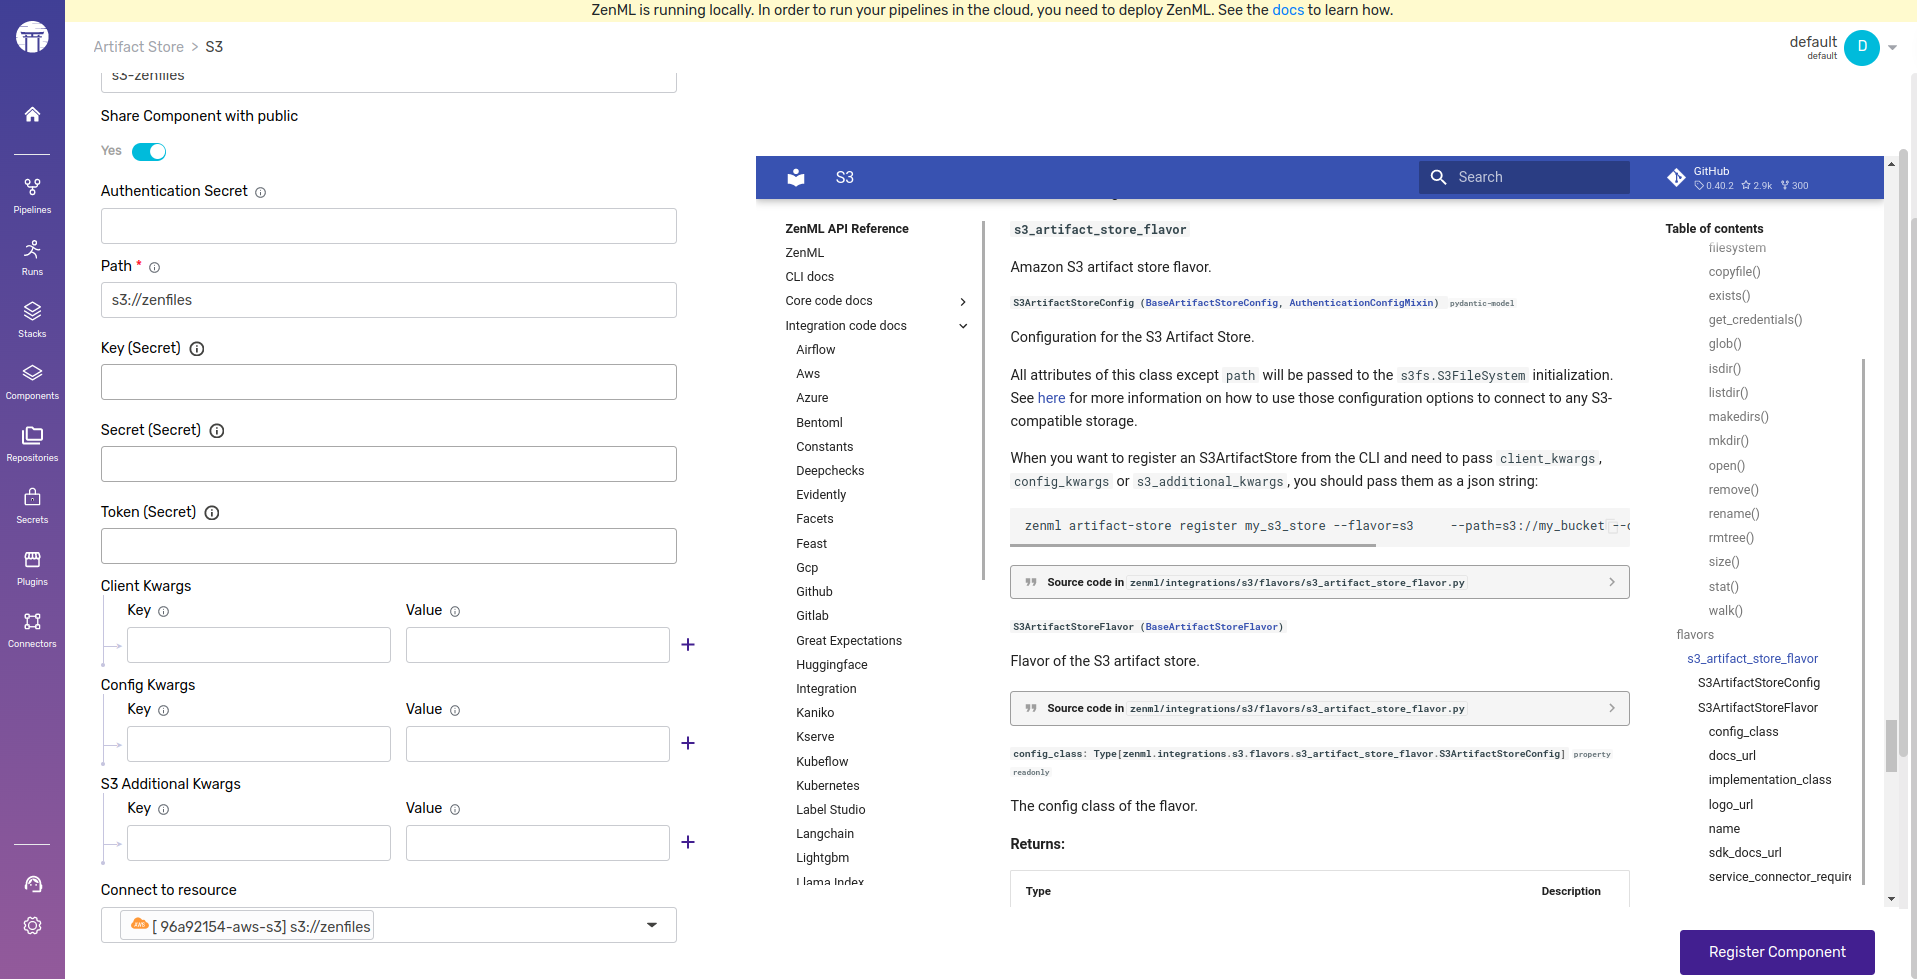 ZenML is running locally. In order to run your pipelines in the cloud, you need to deploy ZenML. See the docs to learn how.
Artifact Store > S3
default
default
D
Pipelines
Runs
Stacks
Components
Repositories
Secrets
Plugins
Connectors
s3-zenfiles
Share Component with public
Yes
Authentication Secret
Path *
s3://zenfiles
Key (Secret)
Secret (Secret)
Token (Secret)
Client Kwargs
Key Value
Config Kwargs
Key Value
S3 Additional Kwargs
Key Value
Connect to resource
aws [ 96a92154-aws-s3] s3://zenfiles
S3
Search
GitHub
0.40.2 2.9k 300
ZenML API Reference
ZenML
CLI docs
Core code docs
Integration code docs
Airflow
Aws
Azure
Bentoml
Constants
Deepchecks
Evidently
Facets
Feast
Gcp
Github
Gitlab
Great Expectations
Huggingface
Integration
Kaniko
Kserve
Kubeflow
Kubernetes
Label Studio
Langchain
Lightgbm
Llama Index
s3_artifact_store_flavor
Amazon S3 artifact store flavor.
S3ArtifactStoreConfig (BaseArtifactStoreConfig, AuthenticationConfigMixin) pydantic-model
Configuration for the S3 Artifact Store.
All attributes of this class except path will be passed to the s3fs.S3FileSystem initialization.
See here for more information on how to use those configuration options to connect to any S3-
compatible storage.
When you want to register an S3ArtifactStore from the CLI and need to pass client_kwargs,
config_kwargs or s3_additional_kwargs, you should pass them as a json string:
zenml artifact-store register my_s3_store --flavor=s3 --path=s3://my_bucket
Source code in zenml/integrations/s3/flavors/s3_artifact_store_flavor.py
S3ArtifactStoreFlavor (BaseArtifactStoreFlavor)
Flavor of the S3 artifact store.
Source code in zenml/integrations/s3/flavors/s3_artifact_store_flavor.py
config_class: Type[zenml.integrations.s3.flavors.s3_artifact_store_flavor.S3ArtifactStoreConfig] property
readonly
The config class of the flavor.
Returns:
Type Description
Table of contents
filesystem
copyfile()
exists()
get_credentials()
glob()
isdir()
listdir()
makedirs()
mkdir()
open()
remove()
rename()
rmtree()
size()
stat()
walk()
flavors
s3_artifact_store_flavor
S3ArtifactStoreConfig
S3ArtifactStoreFlavor
config_class
docs_url
implementation_class
logo_url
name
sdk_docs_url
service_connector_require
Register Component